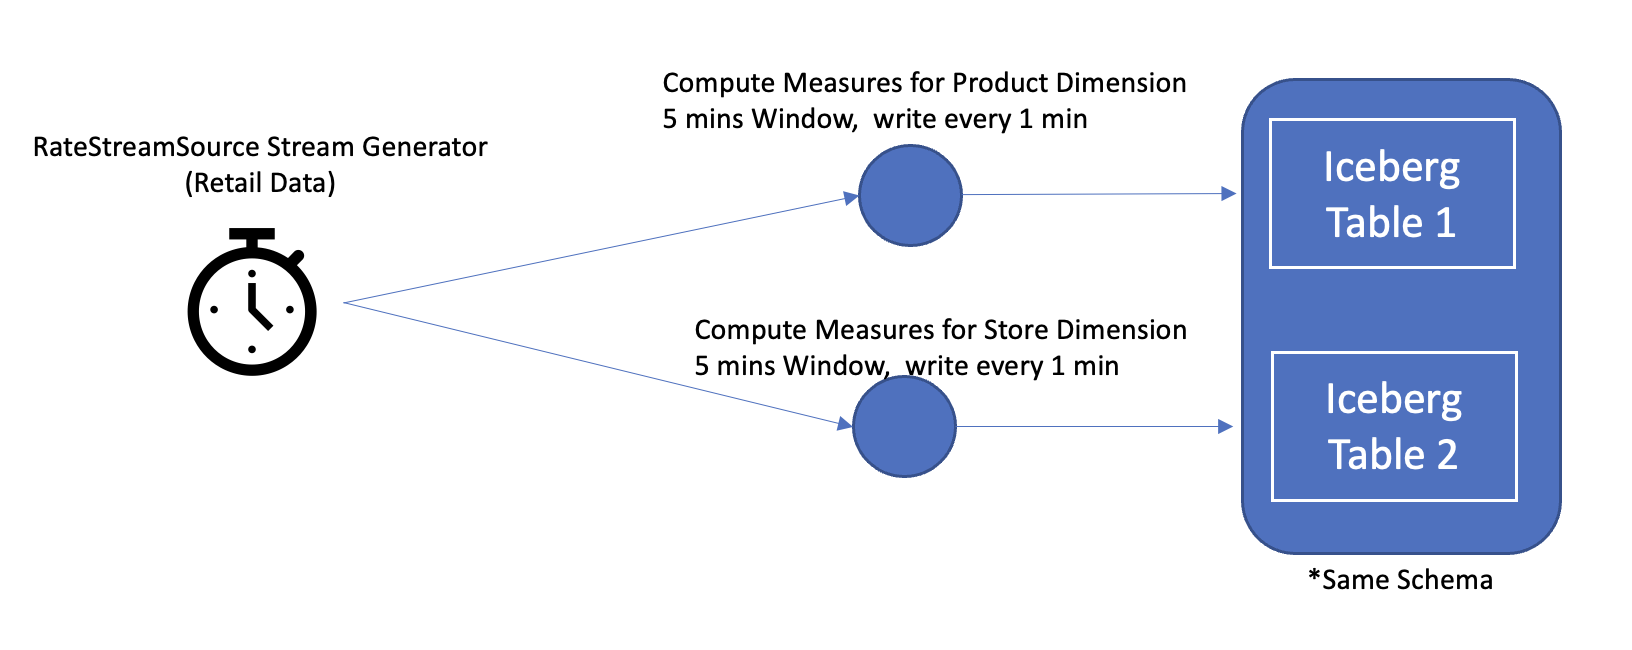 RateStreamSource Stream Generator
(Retail Data)
Compute Measures for Product Dimension
5 mins Window,  write every 1 min
Compute Measures for Store Dimension
5 mins Window,  write every 1 min
Iceberg
Table 1
Iceberg
Table 2
*Same Schema